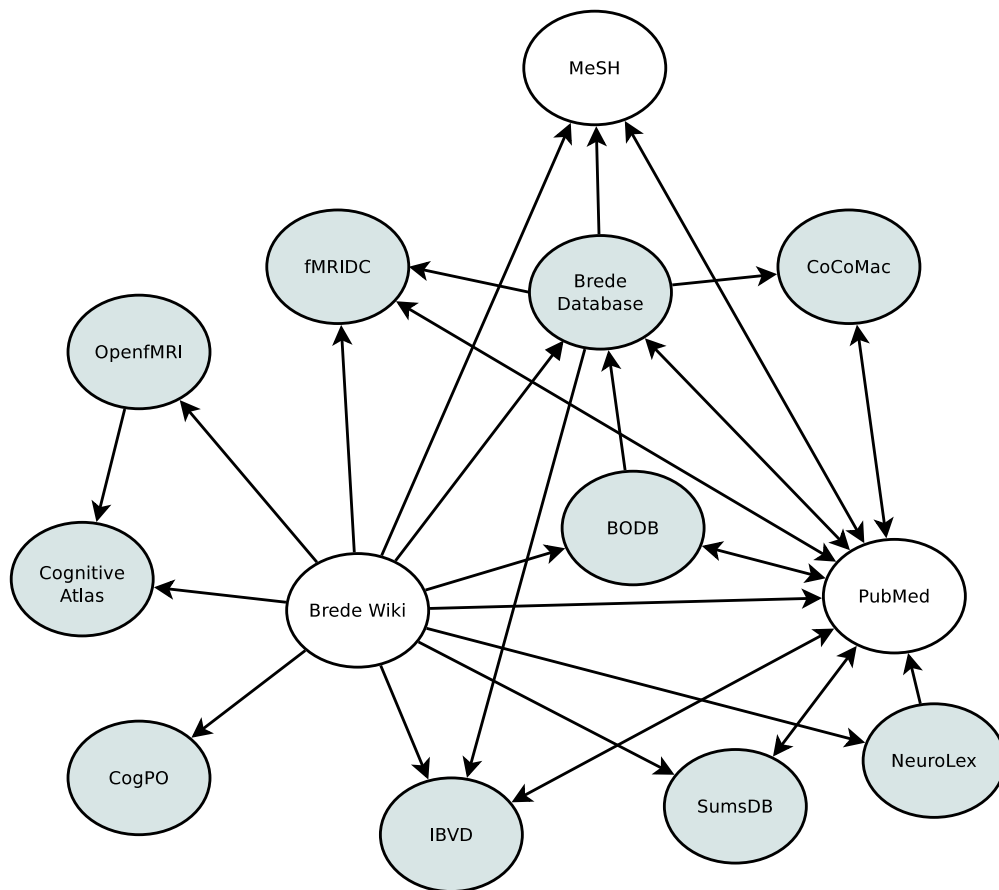 MeSH
fMRIDC
Brede
Database
CoCoMac
OpenfMRI
BODB
Cognitive
Atlas
Brede Wiki
PubMed
CogPO
IBVD
SumsDB
NeuroLex